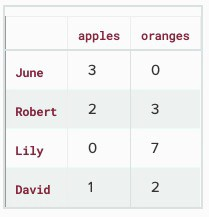 apples oranges
June 3 0
Robert 2 3
Lily 0 7
David 1 2